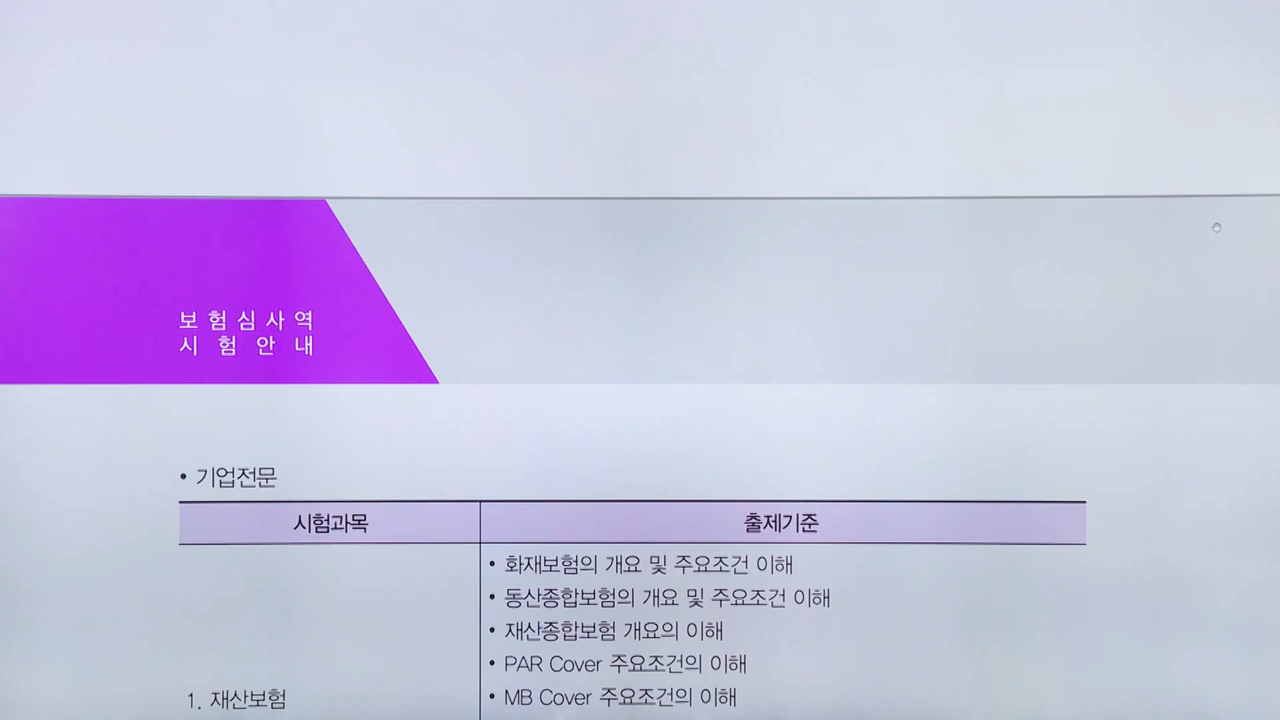 보험심사역
시험안내
• 기업전문
시험과목 출제기준
• 화재보험의 개요 및 주요조건 이해
• 동산종합보험의 개요 및 주요조건 이해
• 재산종합보험 개요의 이해
• PAR Cover 주요조건의 이해
1. 재산보험 • MB Cover 주요조건의 이해